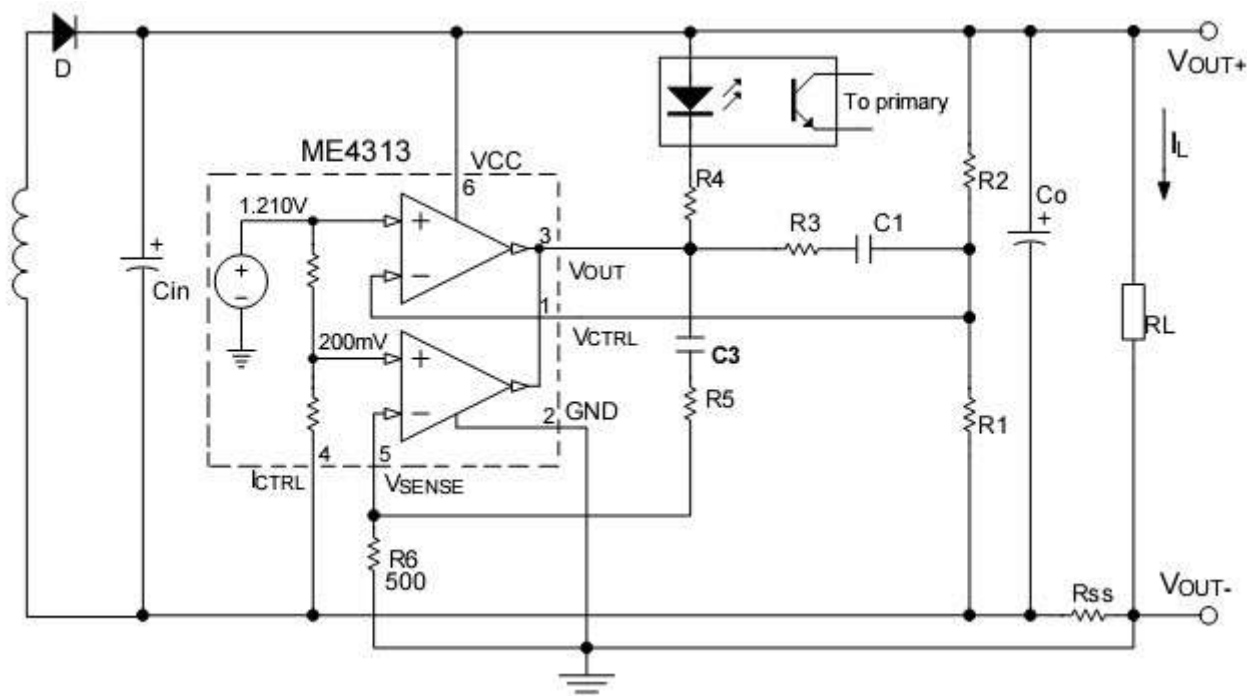 D
Cin
+
ME4313
VCC
6
1.210V
+
−
+
−
3
VOUT
1
VCTRL
200mV
+
−
2
GND
4
5
ICTRL
VSENSE
R6
500
To primary
R4
R3
C1
C3
R5
R2
R1
Co
+
RL
IL
Rss
VOUT+
VOUT-